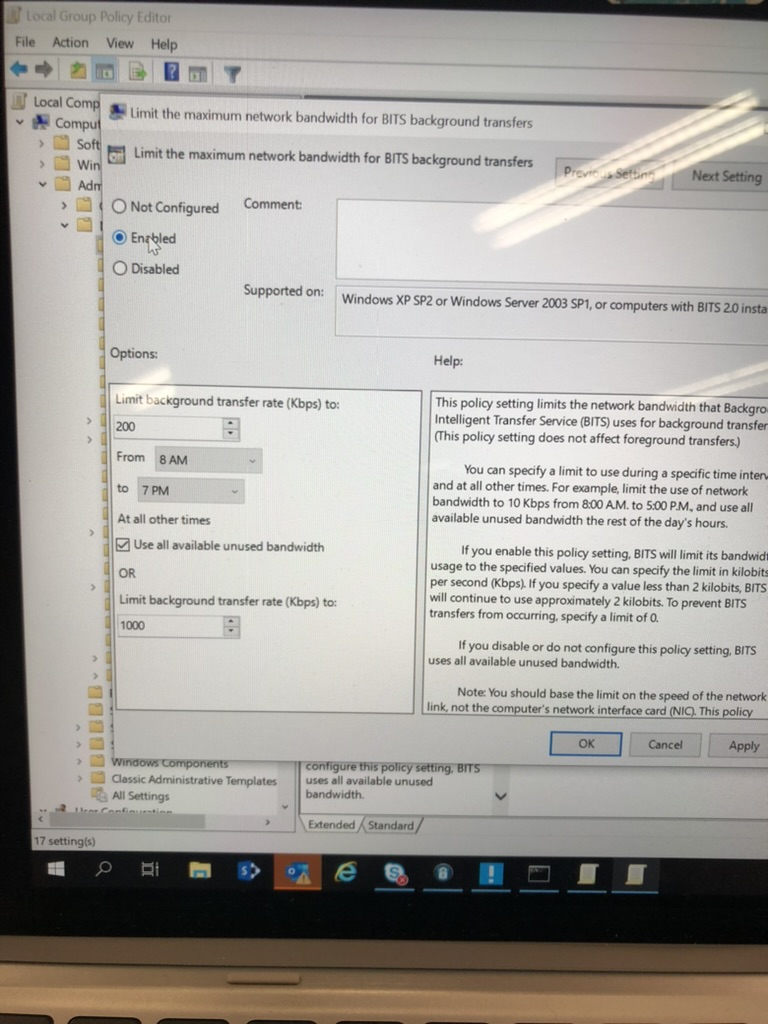 Local Group Policy Editor
File Action View Help
Local Comp
Comput
Soft
Win
Adm
Limit the maximum network bandwidth for BITS background transfers
Limit the maximum network bandwidth for BITS background transfers
Previous Setting
Next Setting
Not Configured
Enabled
Disabled
Comment:
Supported on:
Windows XP SP2 or Windows Server 2003 SP1, or computers with BITS 2.0 insta
Options:
Help:
Limit background transfer rate (Kbps) to:
200
From 8 AM
to 7 PM
At all other times
Use all available unused bandwidth
OR
Limit background transfer rate (Kbps) to:
1000
This policy setting limits the network bandwidth that Backgro
Intelligent Transfer Service (BITS) uses for background transfer
(This policy setting does not affect foreground transfers.)
You can specify a limit to use during a specific time interv
and at all other times. For example, limit the use of network
bandwidth to 10 Kbps from 8:00 A.M. to 5:00 P.M., and use all
available unused bandwidth the rest of the day's hours.
If you enable this policy setting, BITS will limit its bandwidt
usage to the specified values. You can specify the limit in kilobits
per second (Kbps). If you specify a value less than 2 kilobits, BITS
will continue to use approximately 2 kilobits. To prevent BITS
transfers from occurring, specify a limit of 0.
If you disable or do not configure this policy setting, BITS
uses all available unused bandwidth.
Note: You should base the limit on the speed of the network
link, not the computer's network interface card (NIC). This policy
OK
Cancel
Apply
Windows Components
Classic Administrative Templates
All Settings
User Configuration
configure this policy setting, BITS
uses all available unused
bandwidth.
Extended Standard
17 setting(s)